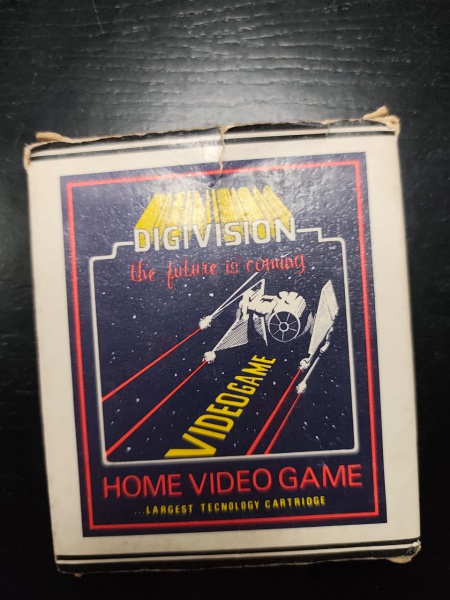 DIGIVISION
the future is coming
VIDEOGAME
HOME VIDEO GAME
...LARGEST TECNOLOGY CARTRIDGE